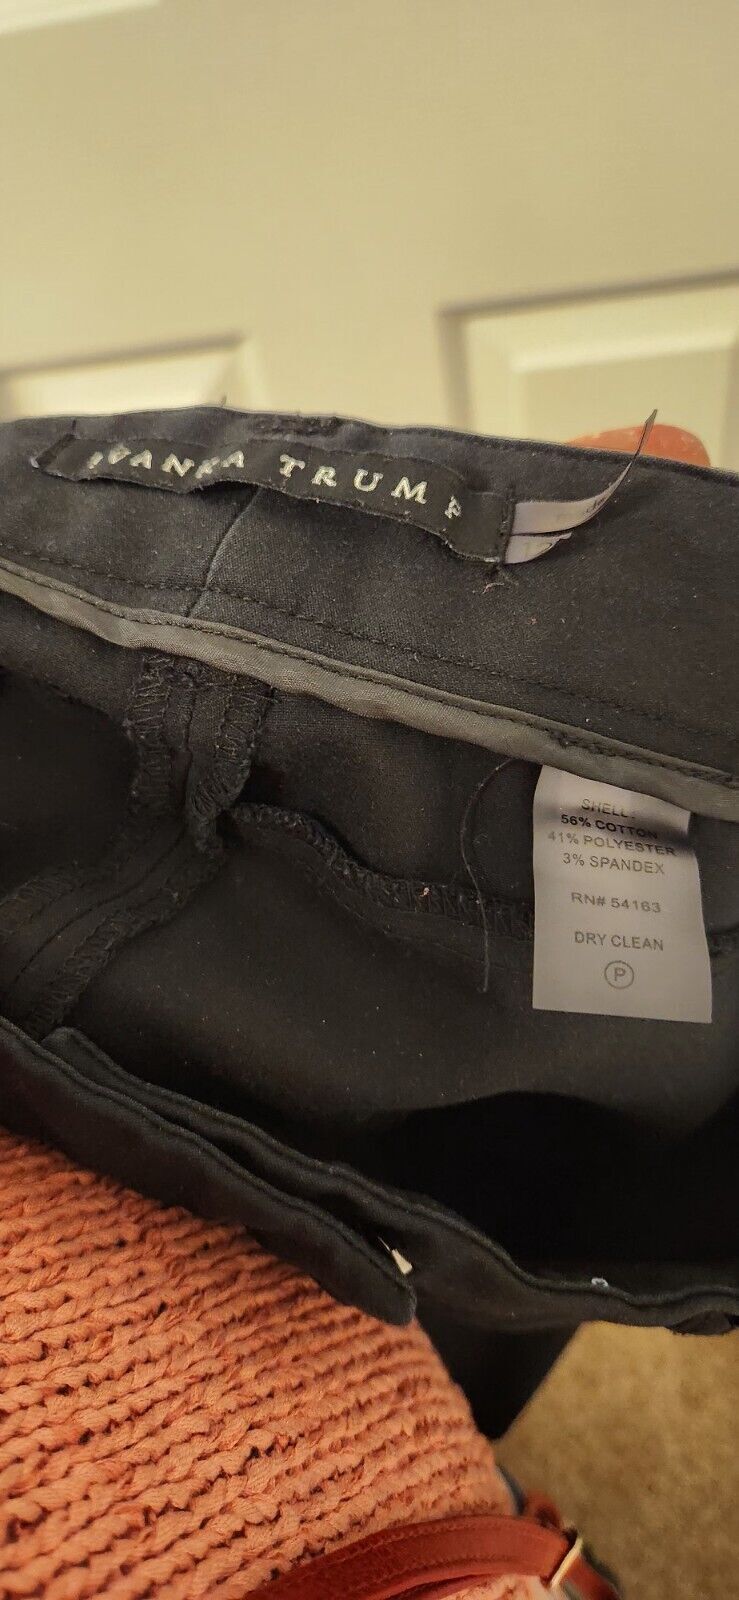 IVANKA TRUMP
SHELL:
56% COTTON
41% POLYESTER
3% SPANDEX
RN# 54163
DRY CLEAN
P